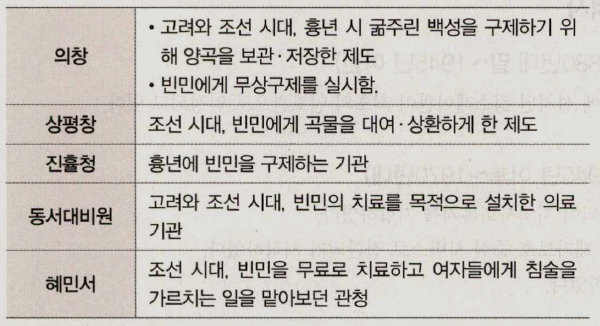 의창
• 고려와 조선 시대, 흉년 시 굶주린 백성을 구제하기 위
해 양곡을 보관·저장한 제도
• 빈민에게 무상구제를 실시함.
상평창
조선 시대, 빈민에게 곡물을 대여·상환하게 한 제도
진휼청
흉년에 빈민을 구제하는 기관
동서대비원
고려와 조선 시대, 빈민의 치료를 목적으로 설치한 의료
기관
혜민서
조선 시대, 빈민을 무료로 치료하고 여자들에게 침술을
가르치는 일을 맡아보던 관청